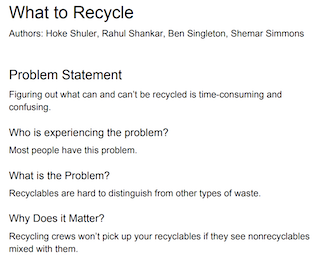 What to Recycle
Authors: Hoke Shuler, Rahul Shankar, Ben Singleton, Shemar Simmons
Problem Statement
Figuring out what can and can’t be recycled is time-consuming and
confusing.
Who is experiencing the problem?
Most people have this problem.
What is the Problem?
Recyclables are hard to distinguish from other types of waste.
Why Does it Matter?
Recycling crews won’t pick up your recyclables if they see nonrecyclables
mixed with them.